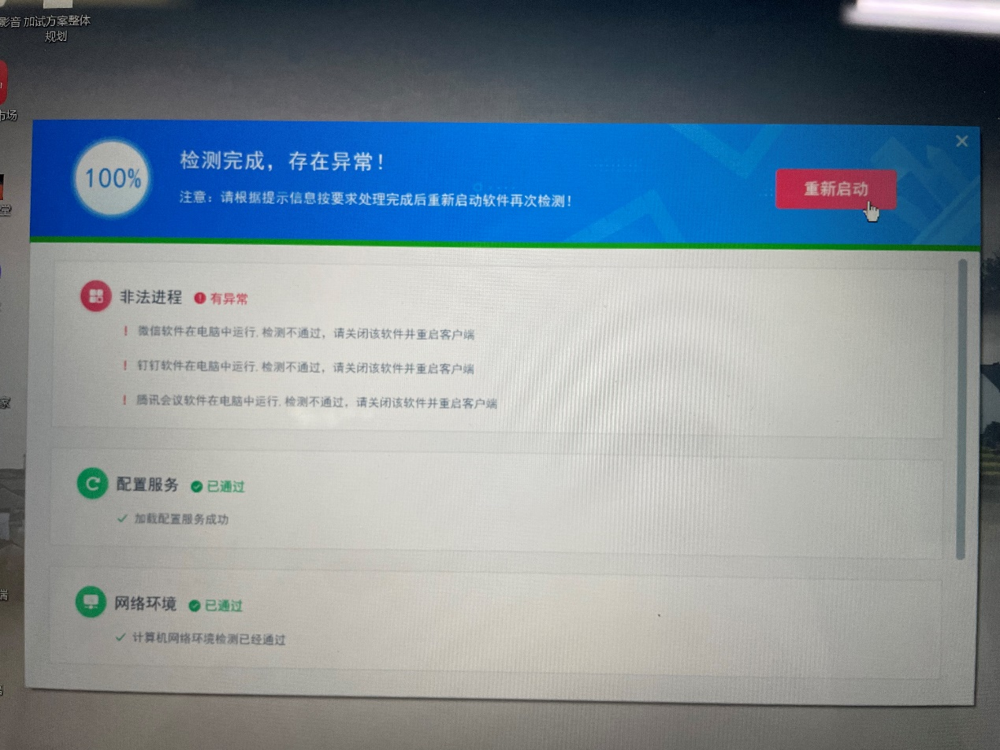 影音 加试方案整体
规划
市场
堂
家
端
100%
检测完成，存在异常！
注意：请根据提示信息按要求处理完成后重新启动软件再次检测！
重新启动
非法进程 有异常
! 微信软件在电脑中运行.检测不通过，请关闭该软件并重启客户端
! 钉钉软件在电脑中运行.检测不通过，请关闭该软件并重启客户端
! 腾讯会议软件在电脑中运行.检测不通过，请关闭该软件并重启客户端
配置服务 已通过
✓ 加载配置服务成功
网络环境 已通过
✓ 计算机网络环境检测已经通过